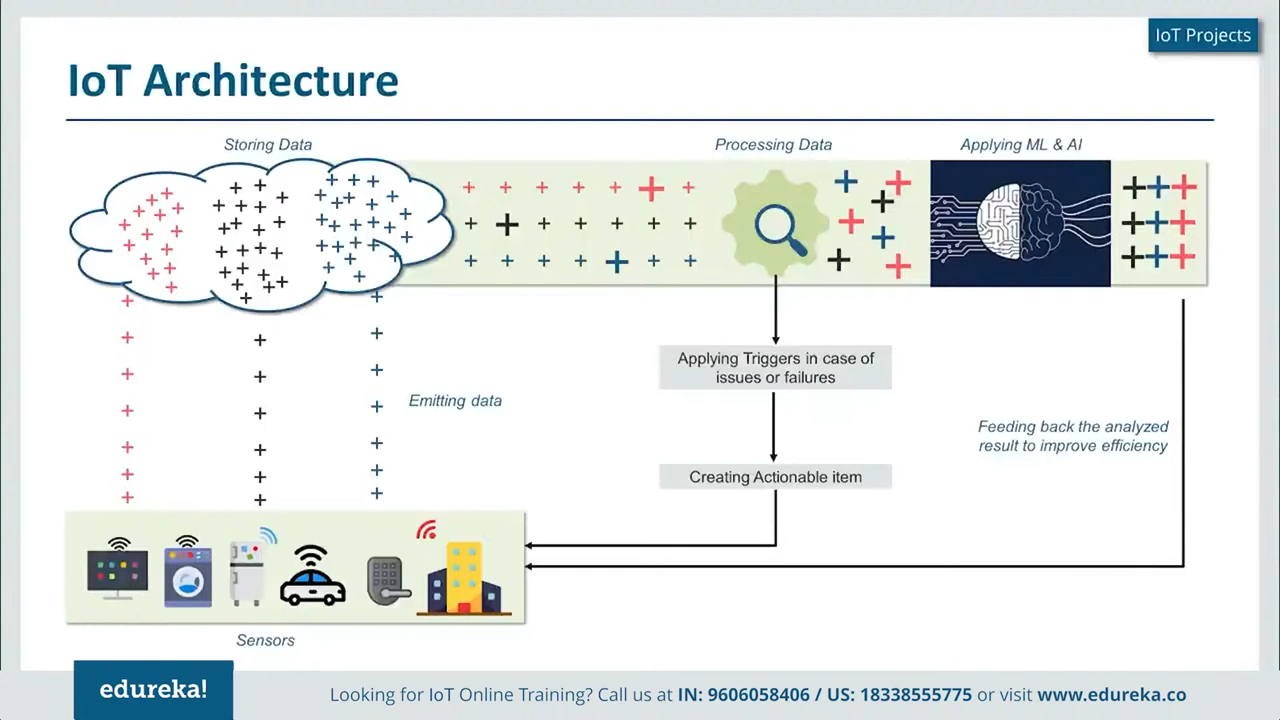 IoT Projects
IoT Architecture
Storing Data
Processing Data
Applying ML & AI
Applying Triggers in case of
issues or failures
Emitting data
Feeding back the analyzed
result to improve efficiency
Creating Actionable item
Sensors
edureka!
Looking for IoT Online Training? Call us at IN: 9606058406 / US: 18338555775 or visit www.edureka.co